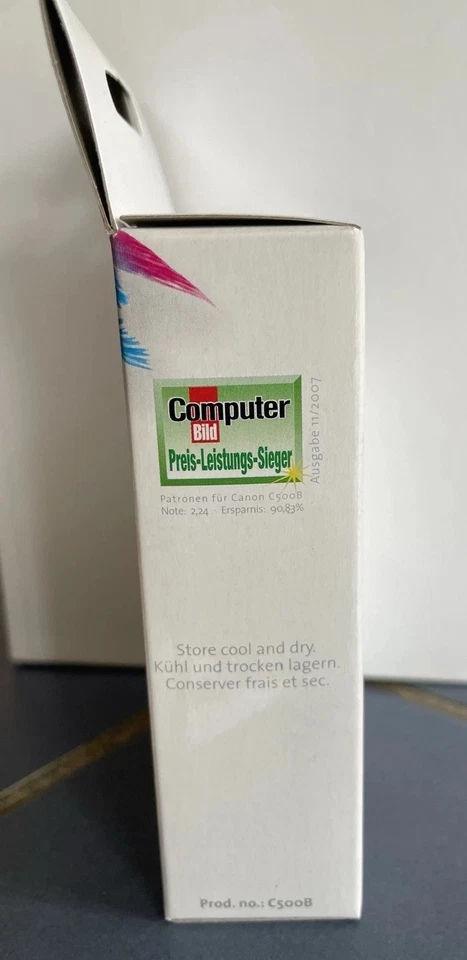 Computer
Bild
Preis-Leistungs-Sieger
Ausgabe 11/2007
Patronen für Canon C500B
Note: 2,24 · Ersparnis: 90,83%
Store cool and dry.
Kühl und trocken lagern.
Conserver frais et sec.
Prod. no.: C500B